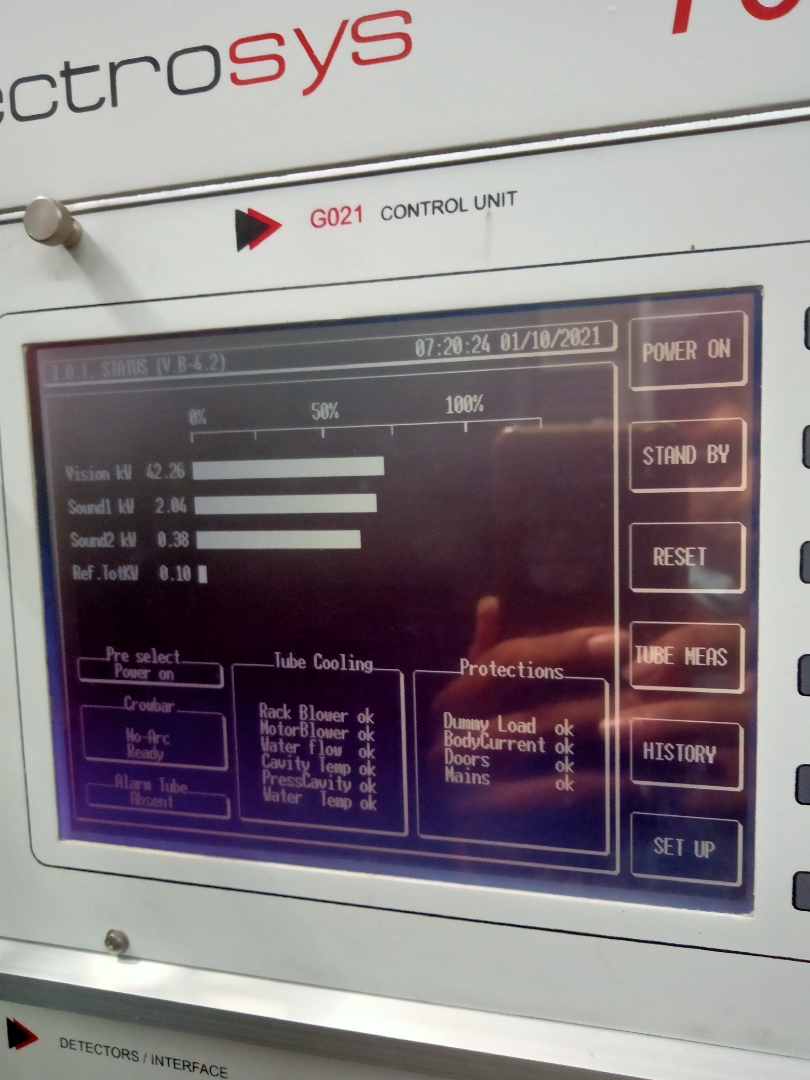 ectrosys
G021 CONTROL UNIT
I.O.T. STATUS (V.B-4.2)
07:20:24 01/10/2021
0% 50% 100%
Vision kW 42.26
Sound1 kW 2.04
Sound2 kW 0.38
Ref.TotKW 0.10
Pre select
Power on
Crowbar
No-Arc
Ready
Alarm Tube
Absent
Tube Cooling
Rack Blower ok
MotorBlower ok
Water flow ok
Cavity Temp ok
PressCavity ok
Water Temp ok
Protections
Dummy Load ok
BodyCurrent ok
Doors ok
Mains ok
POWER ON
STAND BY
RESET
TUBE MEAS
HISTORY
SET UP
DETECTORS / INTERFACE